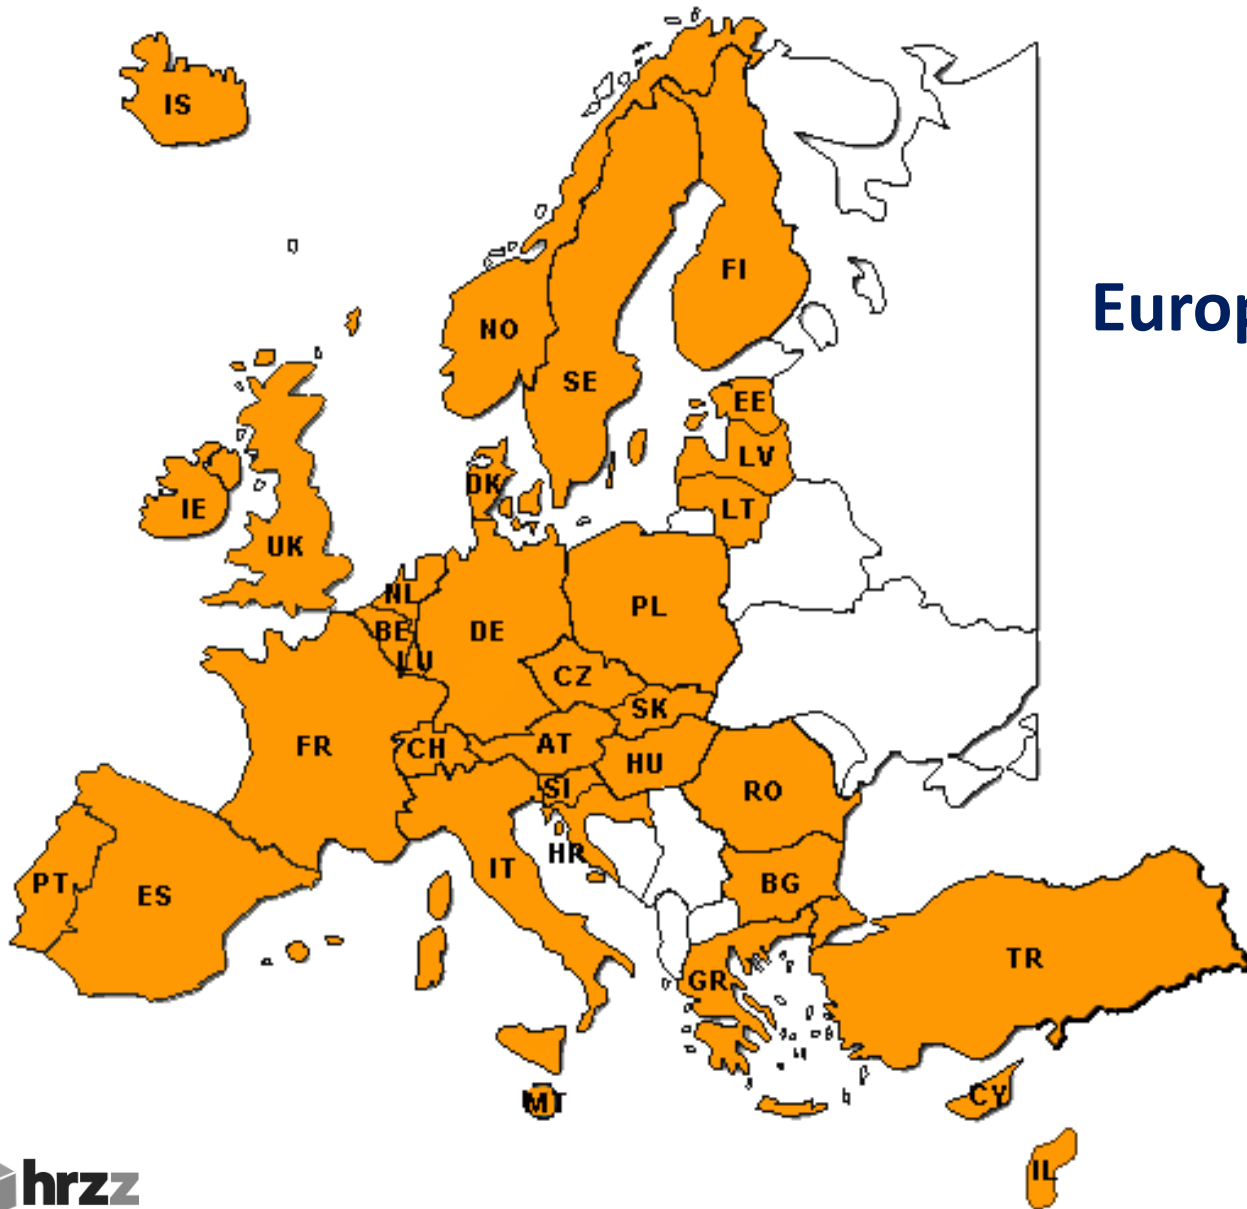 IS
FI
Europ
NO
SE
EE
LV
DK
IE
LT
UK
NL
PL
BE
DE
LU
CZ
SK
FR
CH
AT
HU
SI
RO
HR
IT
PT
ES
BG
TR
GR
CY
MT
IL
hrzz